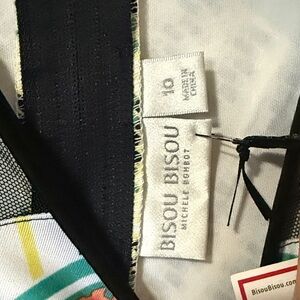 10
MADE IN
CHINA
BISOU BISOU
MICHELE BOHBOT
BisouBisou.com